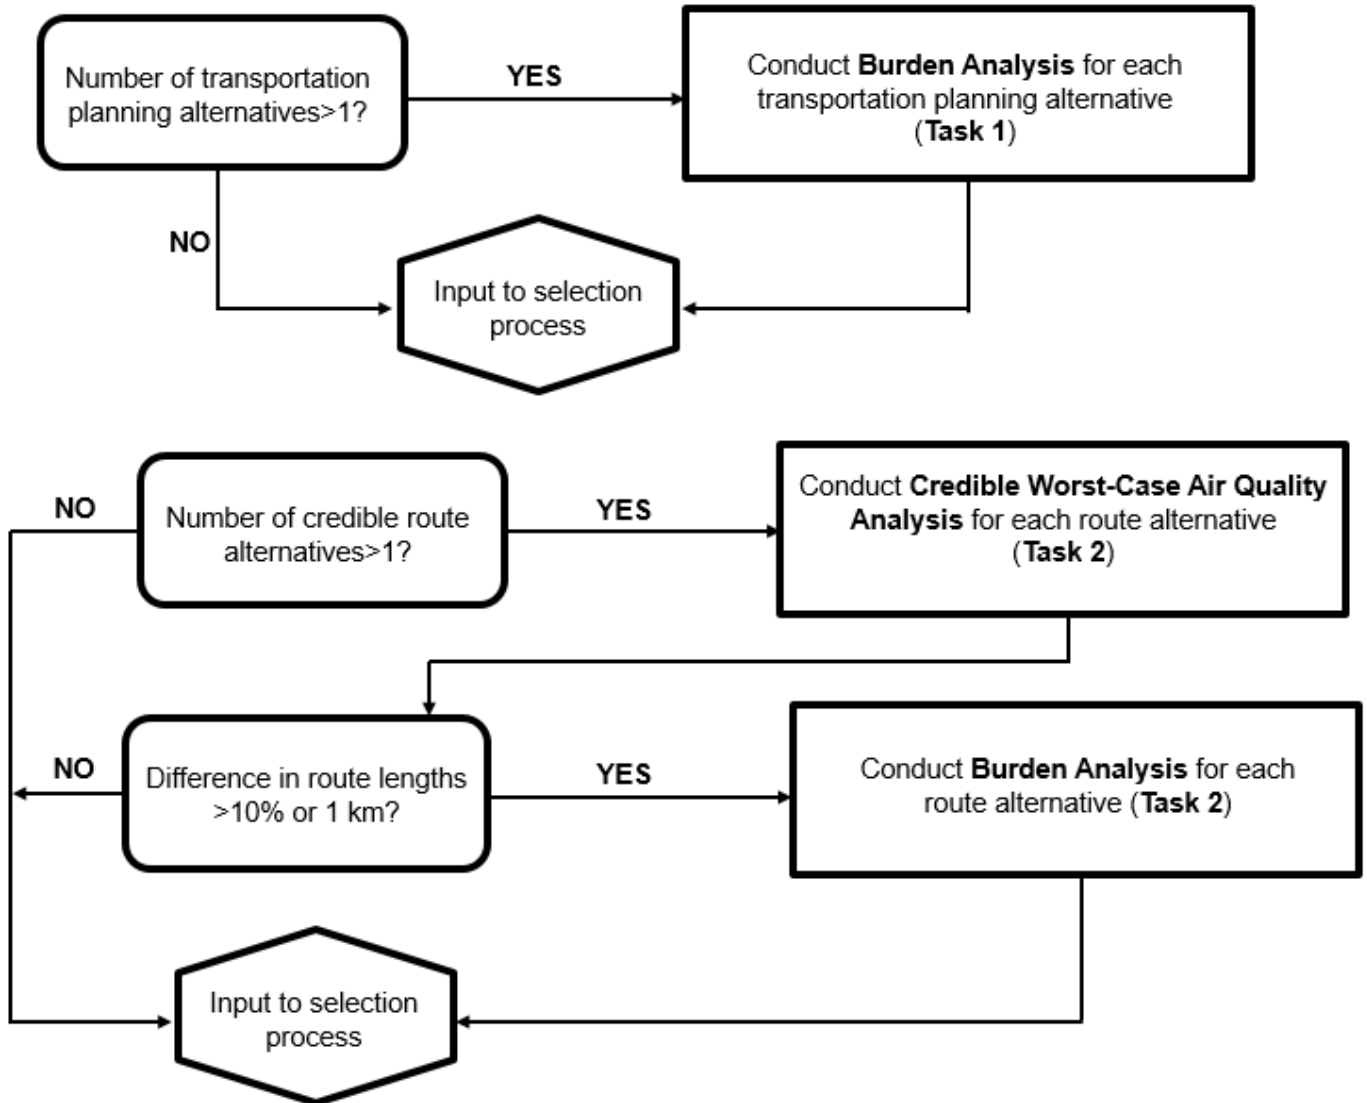 Number of transportation
planning alternatives>1?
YES
Conduct Burden Analysis for each
transportation planning alternative
(Task 1)
NO
Input to selection
process
NO
Number of credible route
alternatives>1?
YES
Conduct Credible Worst-Case Air Quality
Analysis for each route alternative
(Task 2)
NO
Difference in route lengths
>10% or 1 km?
YES
Conduct Burden Analysis for each
route alternative (Task 2)
Input to selection
process